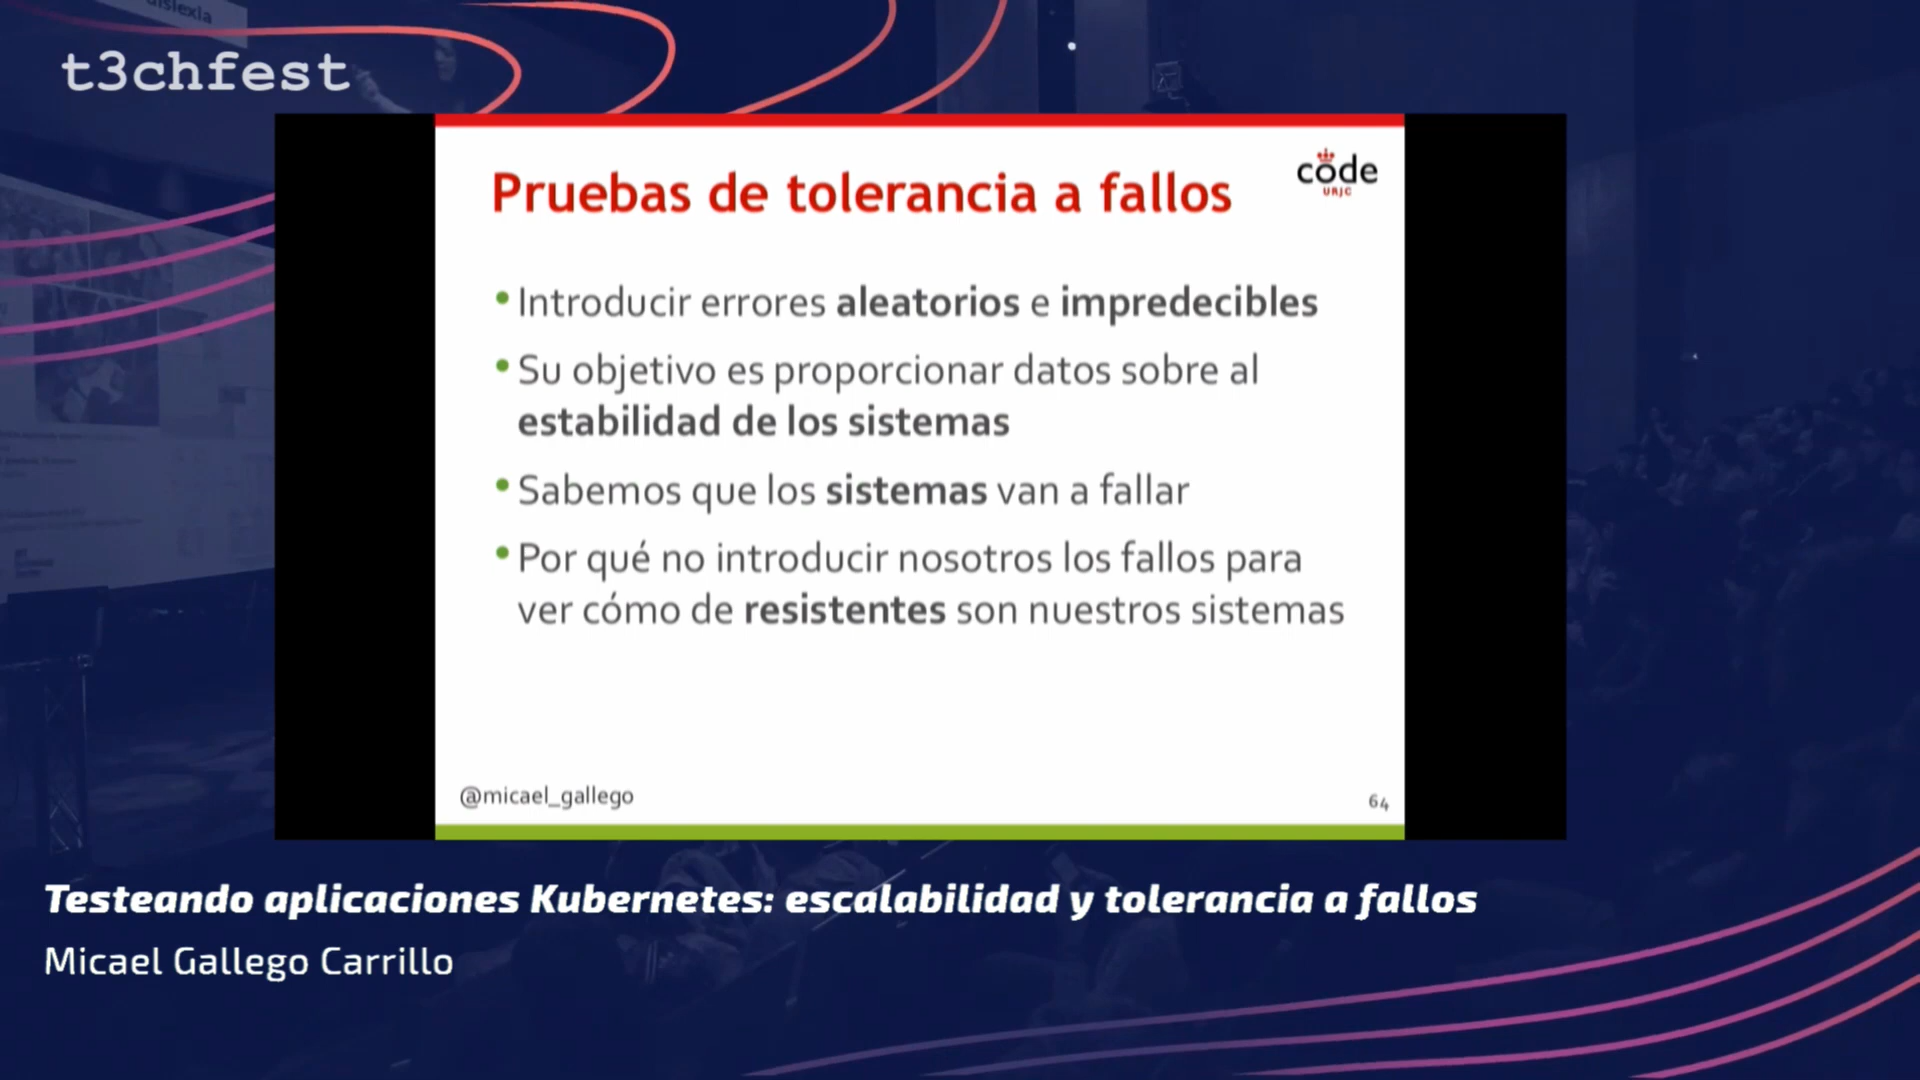 dislexia
t3chfest
Pruebas de tolerancia a fallos
code
URJC
Introducir errores aleatorios e impredecibles
Su objetivo es proporcionar datos sobre al
estabilidad de los sistemas
Sabemos que los sistemas van a fallar
Por qué no introducir nosotros los fallos para
ver cómo de resistentes son nuestros sistemas
@micael_gallego
64
Testeando aplicaciones Kubernetes: escalabilidad y tolerancia a fallos
Micael Gallego Carrillo